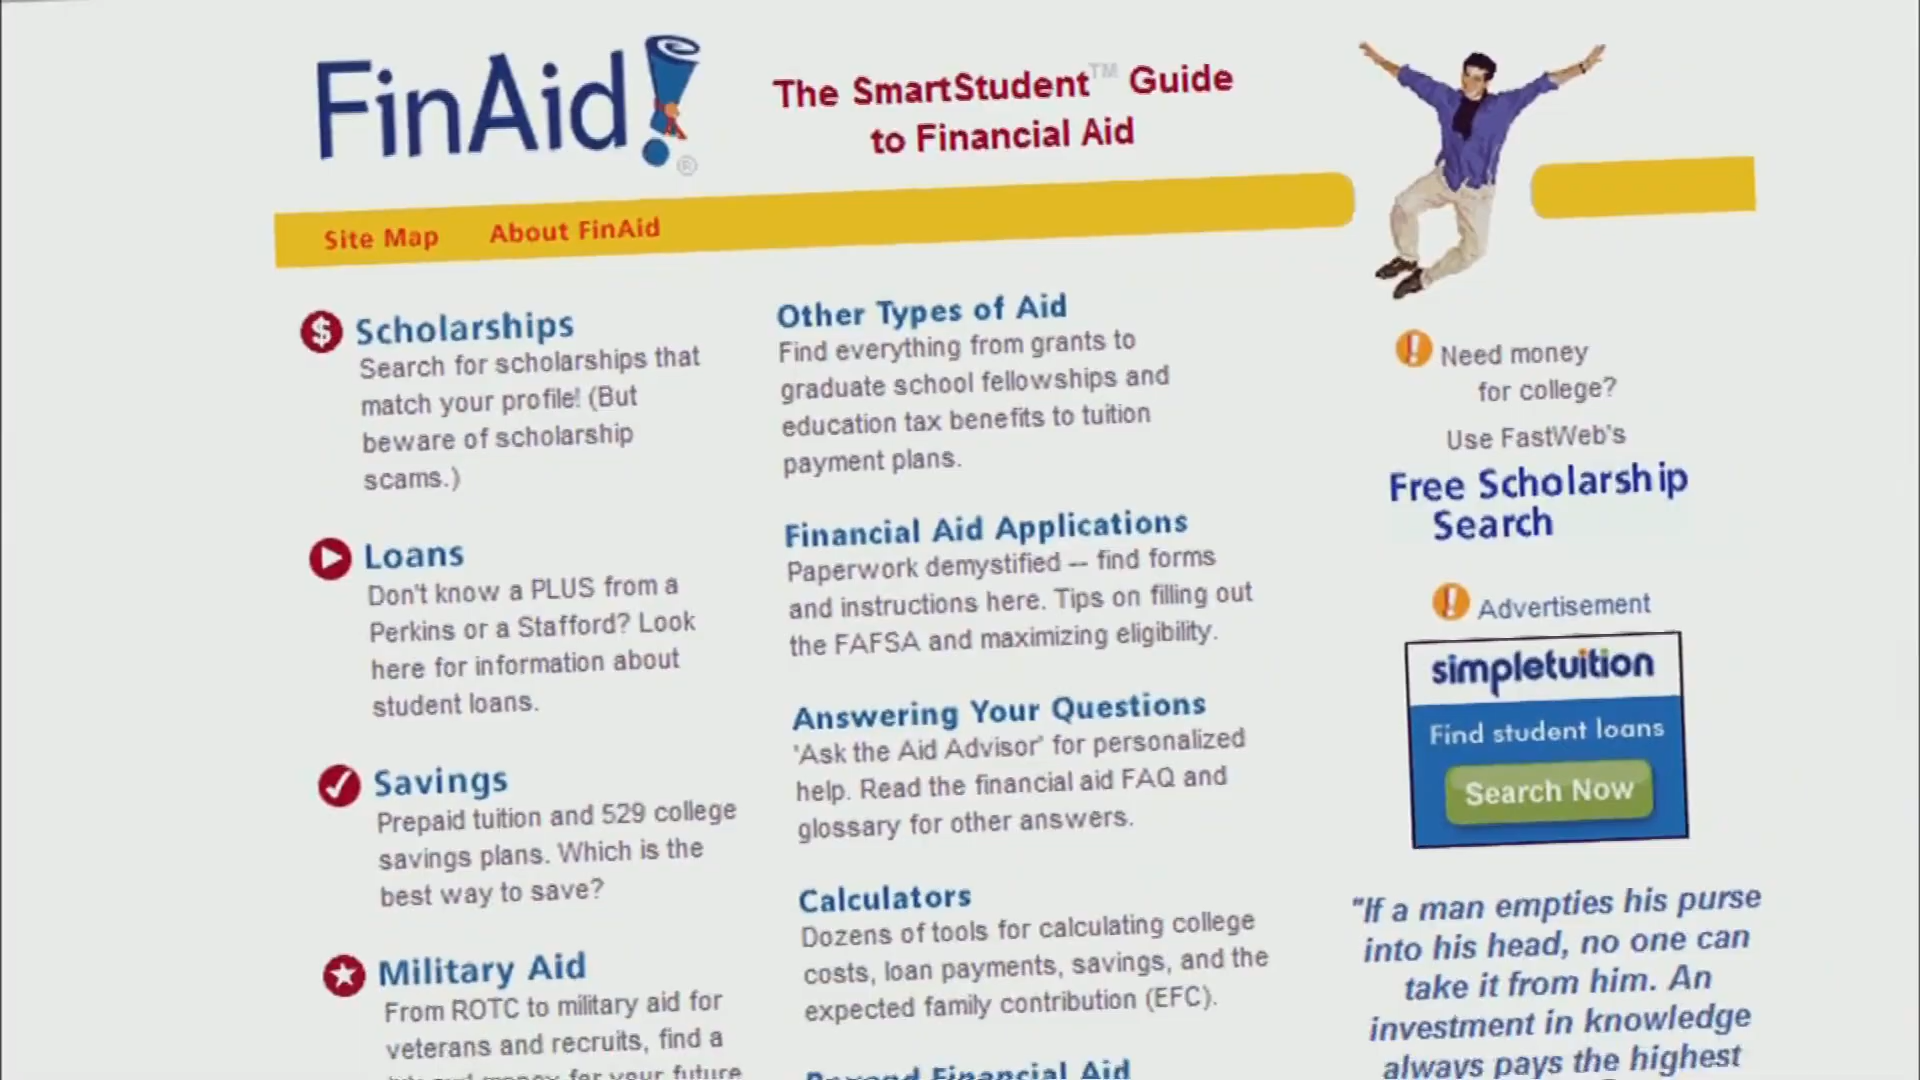 FinAid!®
The SmartStudent™ Guide
to Financial Aid
Site Map
About FinAid
Scholarships
Search for scholarships that
match your profile! (But
beware of scholarship
scams.)
Loans
Don't know a PLUS from a
Perkins or a Stafford? Look
here for information about
student loans.
Savings
Prepaid tuition and 529 college
savings plans. Which is the
best way to save?
Military Aid
From ROTC to military aid for
veterans and recruits, find a
money for your future
Other Types of Aid
Find everything from grants to
graduate school fellowships and
education tax benefits to tuition
payment plans.
Financial Aid Applications
Paperwork demystified -- find forms
and instructions here. Tips on filling out
the FAFSA and maximizing eligibility.
Answering Your Questions
'Ask the Aid Advisor' for personalized
help. Read the financial aid FAQ and
glossary for other answers.
Calculators
Dozens of tools for calculating college
costs, loan payments, savings, and the
expected family contribution (EFC).
Beyond Financial Aid
Need money
for college?
Use FastWeb's
Free Scholarship
Search
Advertisement
simpletuition
Find student loans
Search Now
"If a man empties his purse
into his head, no one can
take it from him. An
investment in knowledge
always pays the highest